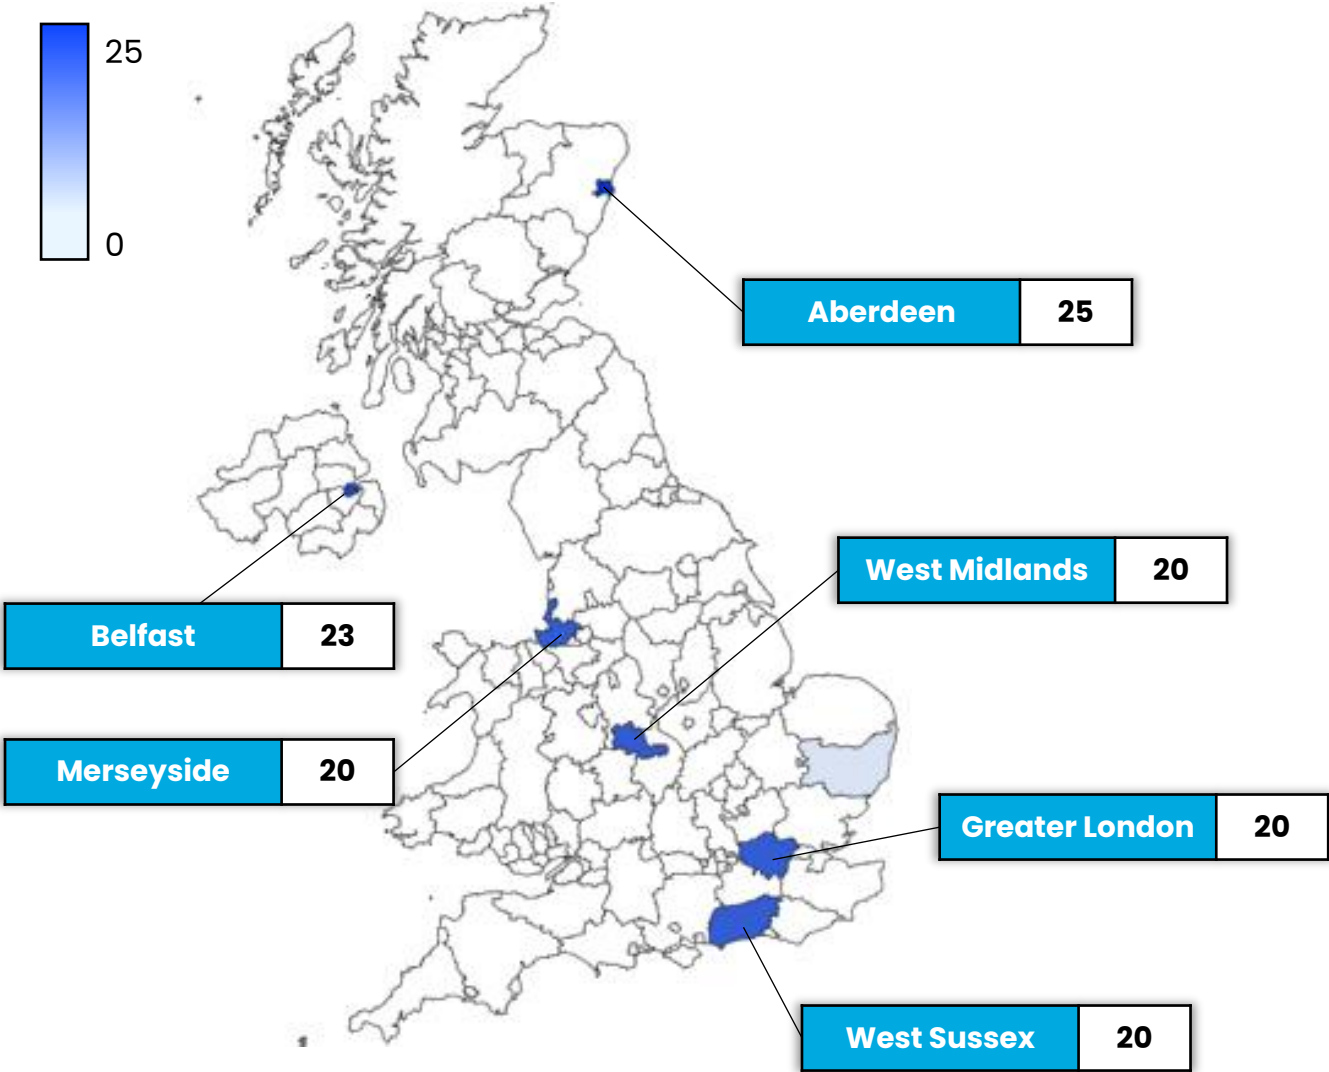 25
0
Aberdeen 25
West Midlands 20
Belfast 23
Merseyside 20
Greater London 20
West Sussex 20